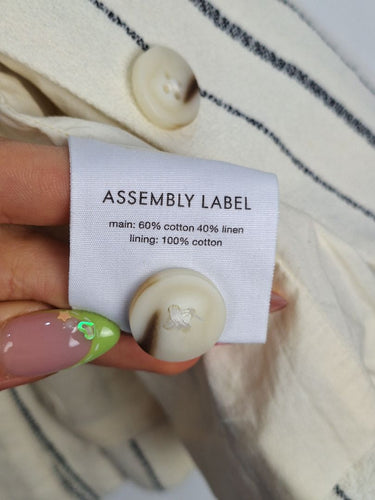 ASSEMBLY LABEL
main: 60% cotton 40% linen
lining: 100% cotton